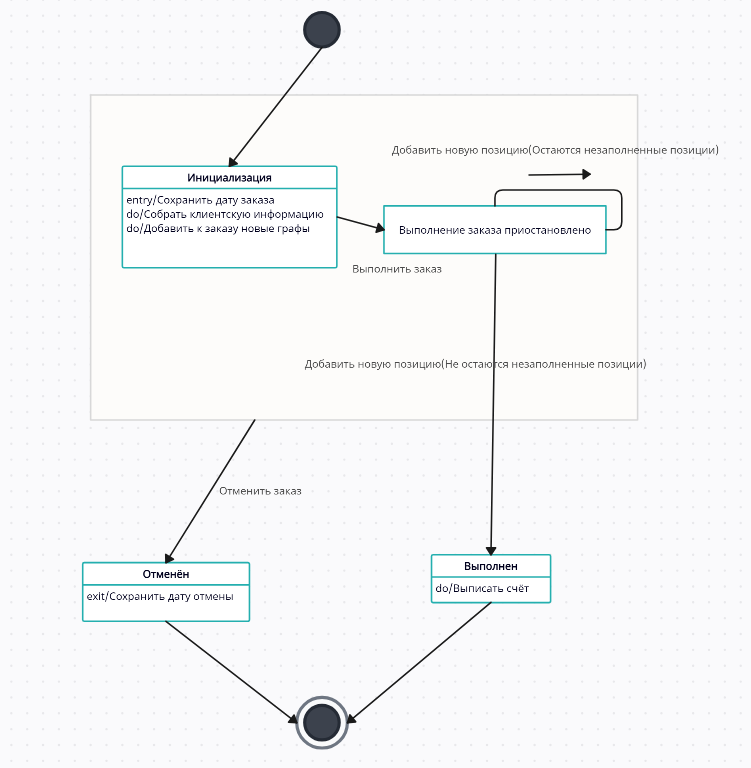 Добавить новую позицию(Остаются незаполненные позиции)
Инициализация
entry/Сохранить дату заказа
do/Собрать клиентскую информацию
do/Добавить к заказу новые графы
Выполнение заказа приостановлено
Выполнить заказ
Добавить новую позицию(Не остаются незаполненные позиции)
Отменить заказ
Отменён
exit/Сохранить дату отмены
Выполнен
do/Выписать счёт